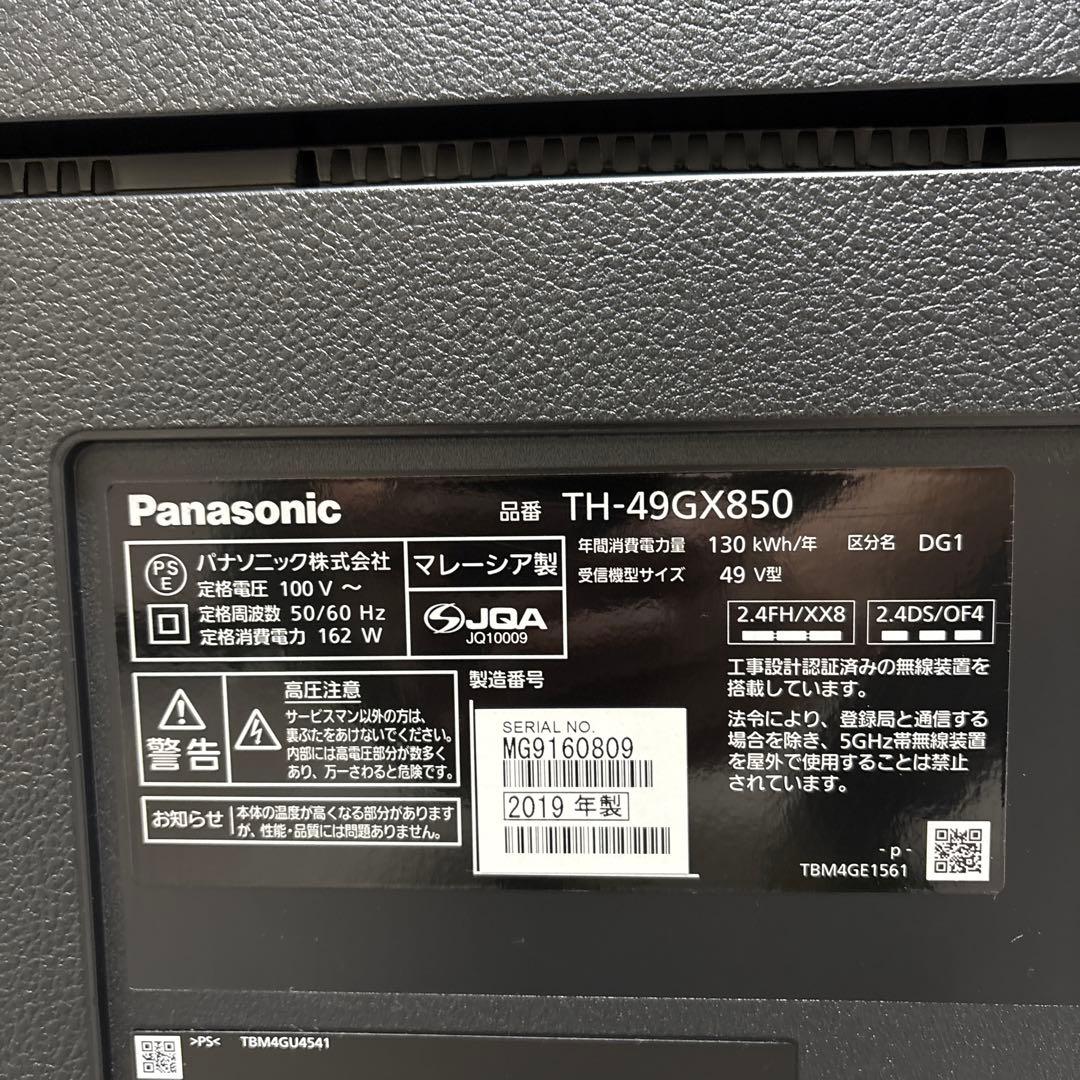 Panasonic
品番 TH-49GX850
PS
E
パナソニック株式会社
定格電圧 100 V ~
定格周波数 50/60 Hz
定格消費電力 162 W
マレーシア製
JQA
JQ10009
年間消費電力量 130 kWh/年 区分名 DG1
受信機型サイズ 49 V型
2.4FH/XX8
2.4DS/OF4
工事設計認証済みの無線装置を
搭載しています。
法令により、登録局と通信する
場合を除き、5GHz帯無線装置
を屋外で使用することは禁止
されています。
警告
高圧注意
サービスマン以外の方は、
裏ぶたをあけないでください。
内部には高電圧部分が数多く
あり、万一さわると危険です。
お知らせ
本体の温度が高くなる部分があります
が、性能・品質には問題ありません。
製造番号
SERIAL NO.
MG9160809
2019 年製
- p -
TBM4GE1561
>PS< TBM4GU4541